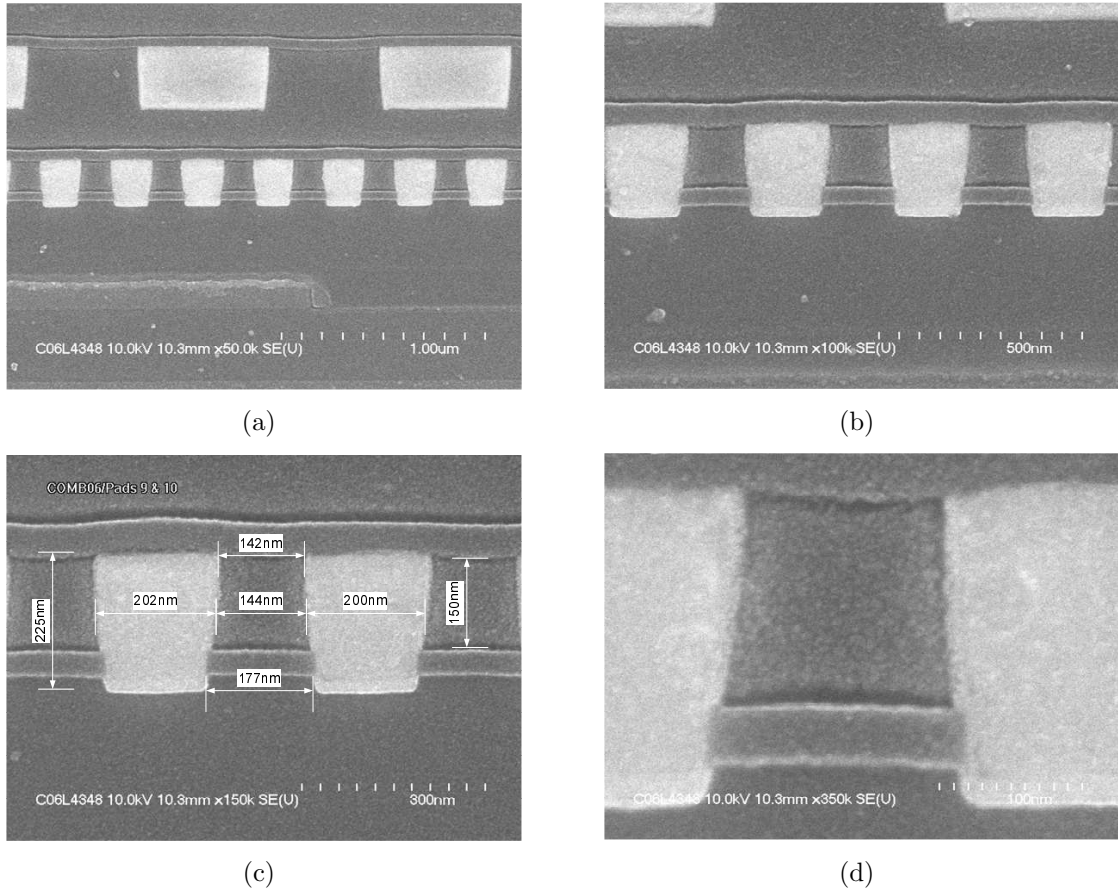 C06L4348 10.0kV 10.3mm x50.0k SE(U) 1.00um
(a)
C06L4348 10.0kV 10.3mm x100k SE(U) 500nm
(b)
COMB06/Pads 9 & 10
142nm
202nm 144nm 200nm
225nm
150nm
177nm
C06L4348 10.0kV 10.3mm x150k SE(U) 300nm
(c)
C06L4348 10.0kV 10.3mm x350k SE(U) 100nm
(d)